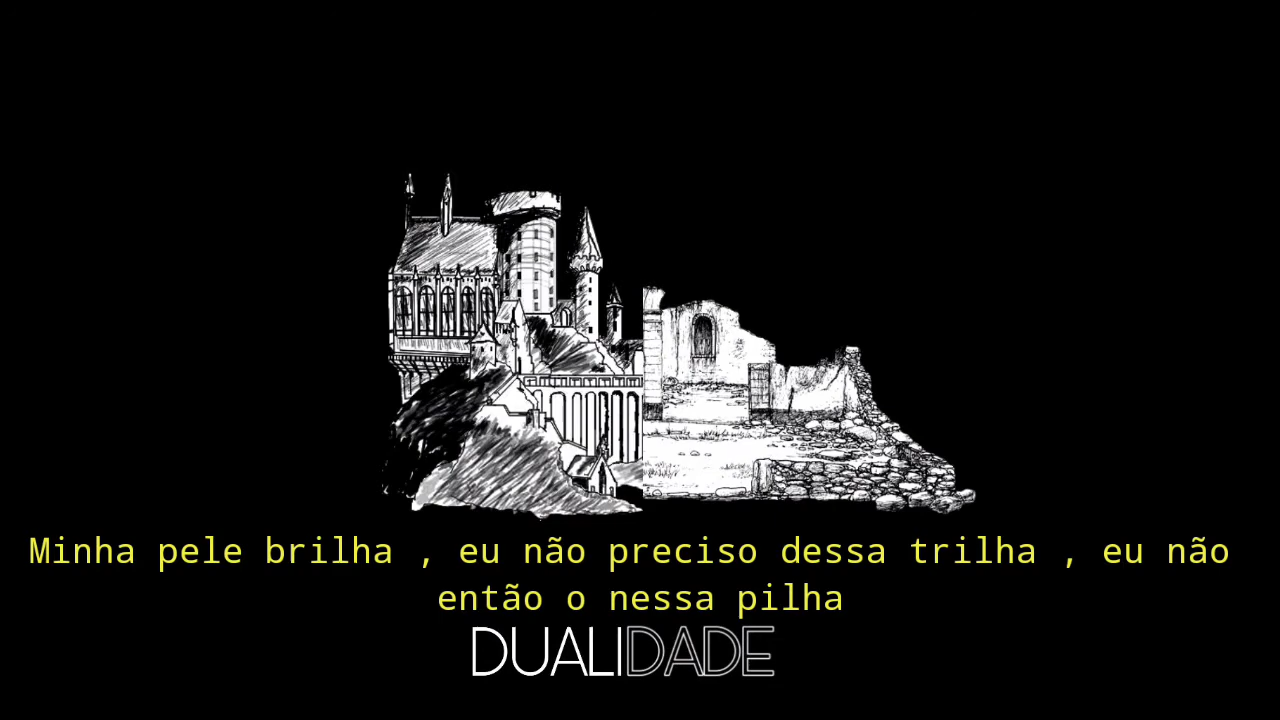 Minha pele brilha , eu não preciso dessa trilha , eu não
então o nessa pilha
DUALIDADE